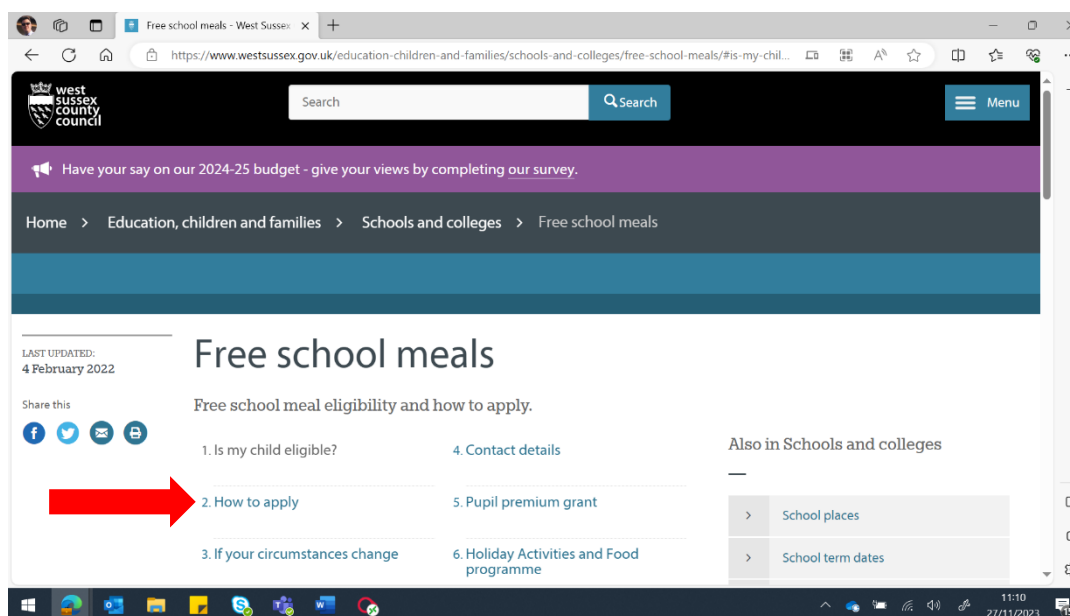 Free school meals - West Sussex
https://www.westsussex.gov.uk/education-children-and-families/schools-and-colleges/free-school-meals/#is-my-chil...
west
sussex
county
council
Search
Search
Menu
Have your say on our 2024-25 budget - give your views by completing our survey.
Home > Education, children and families > Schools and colleges > Free school meals
LAST UPDATED:
4 February 2022
Share this
Free school meals
Free school meal eligibility and how to apply.
1. Is my child eligible?
2. How to apply
3. If your circumstances change
4. Contact details
5. Pupil premium grant
6. Holiday Activities and Food
programme
Also in Schools and colleges
School places
School term dates
11:10
27/11/2023